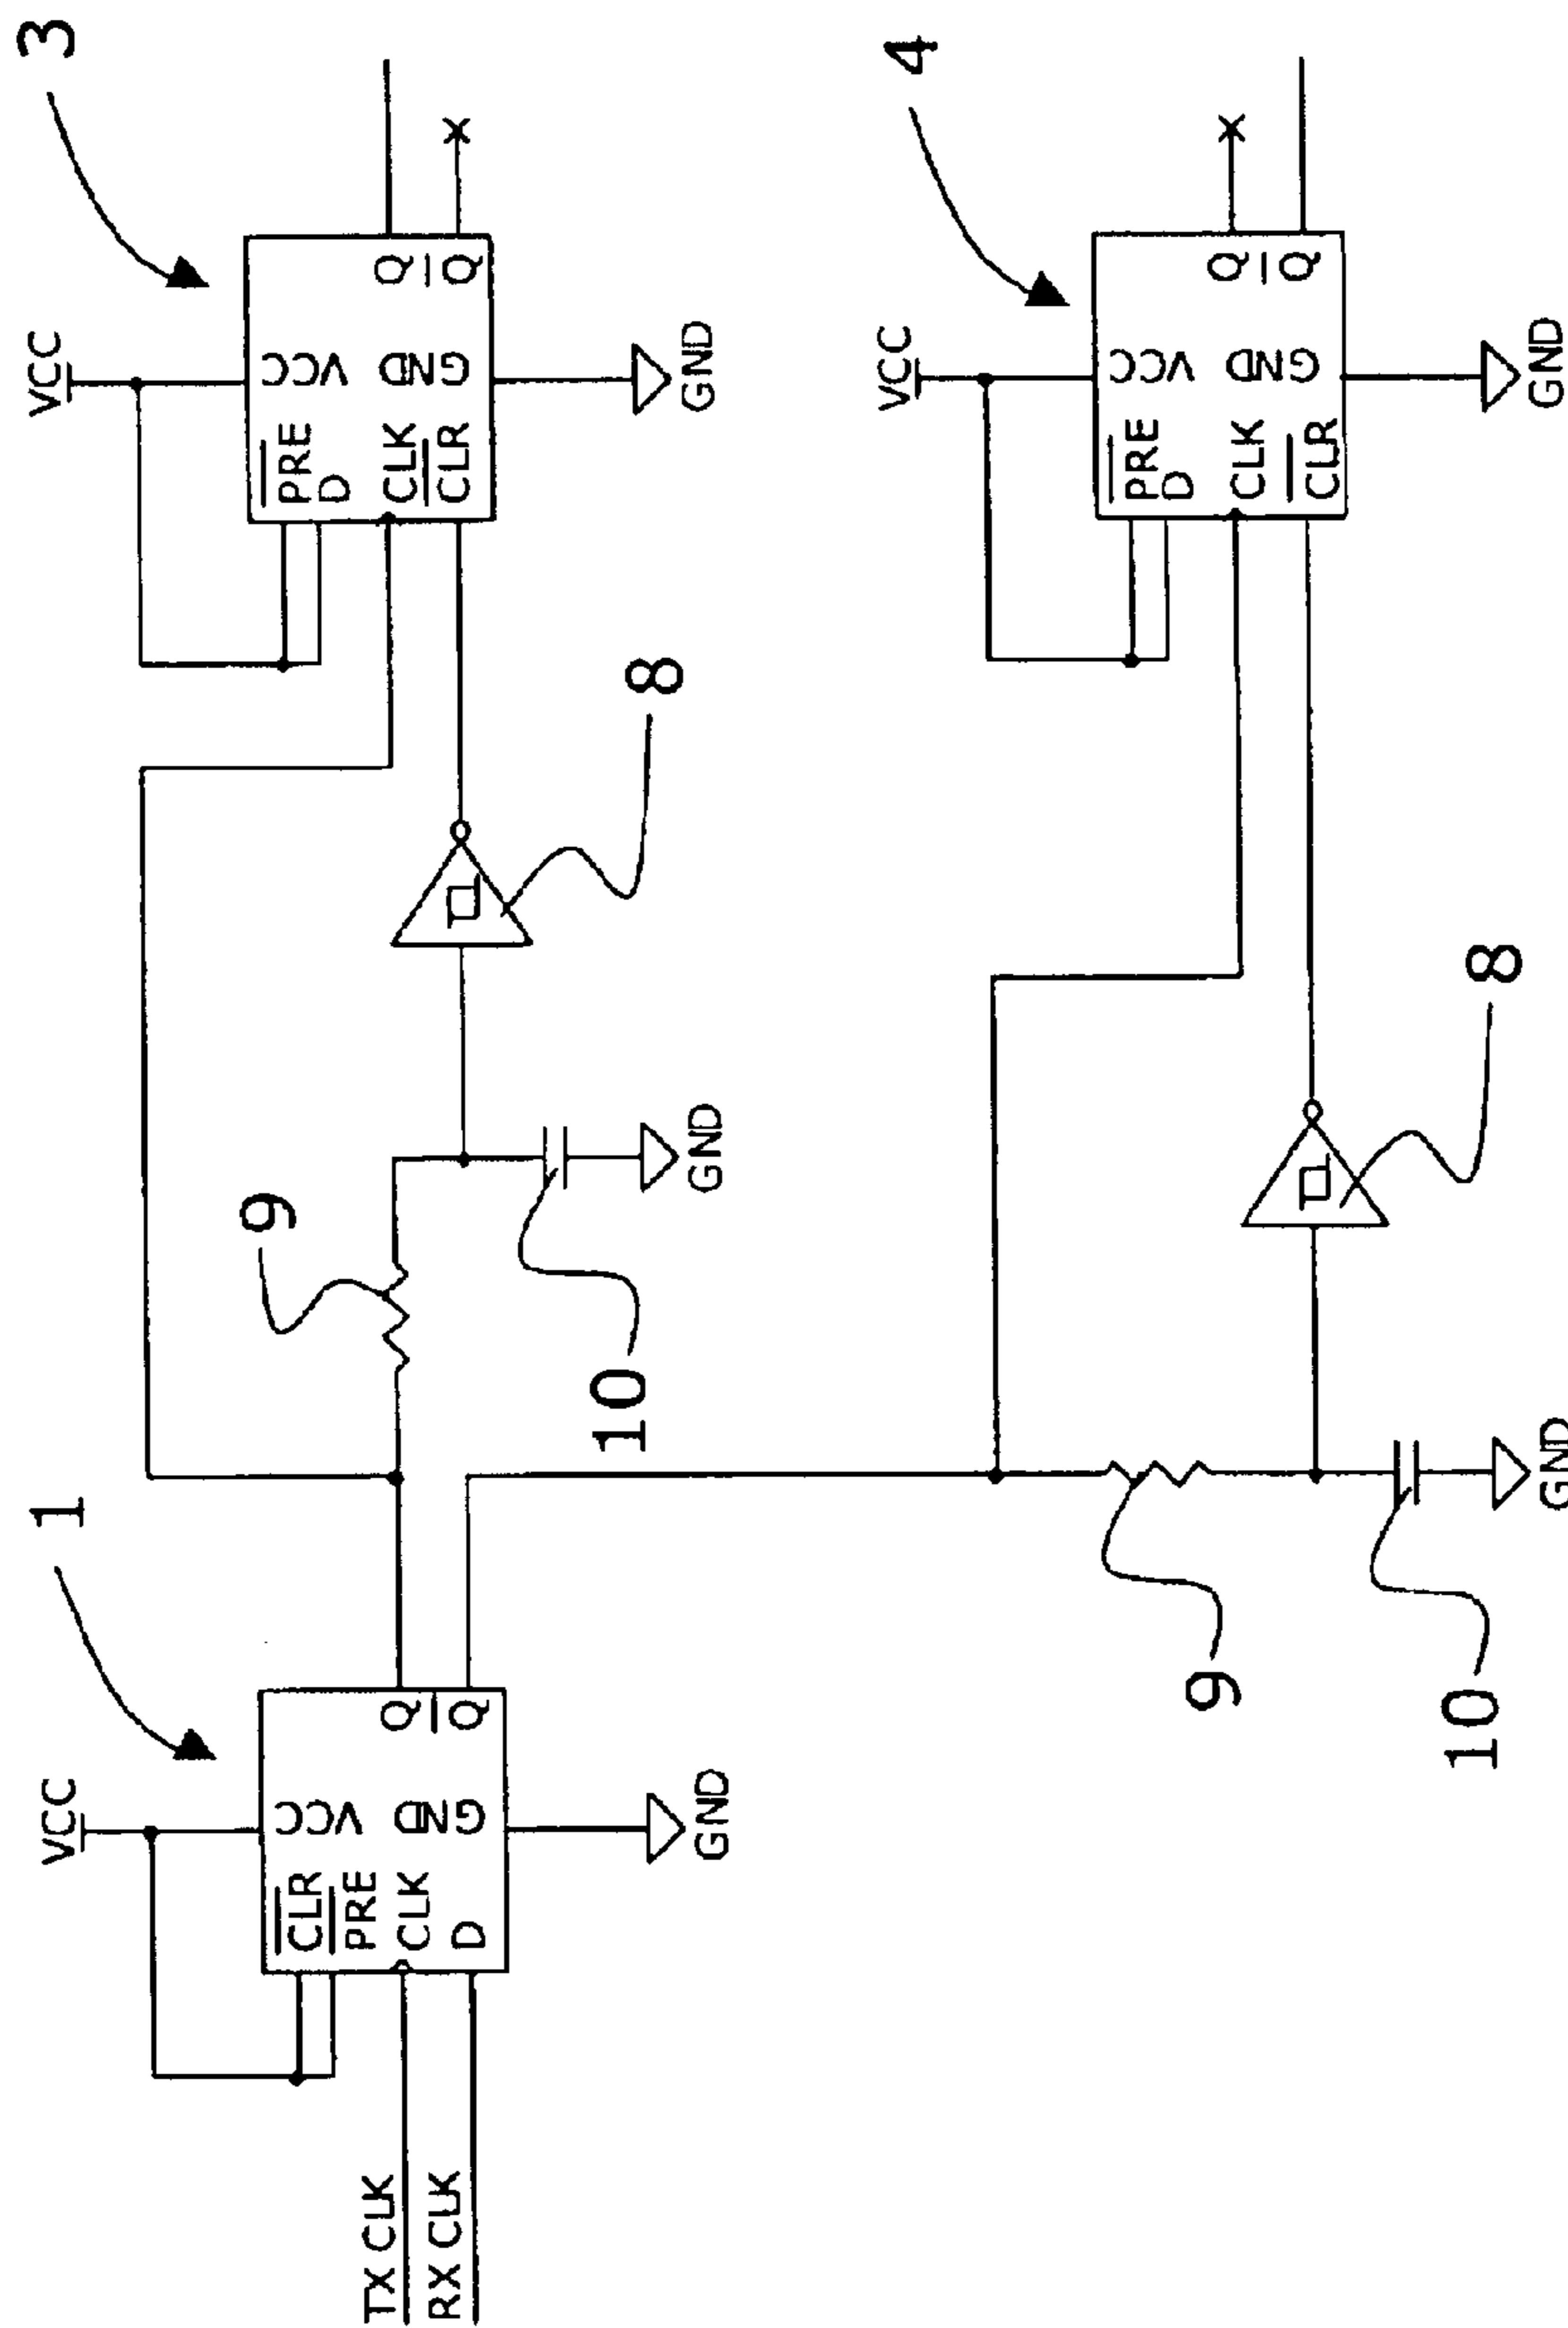 3
VCC
PRE
D
CLK
CLR
VCC
GND
Q
Q
GND
8
9
10
GND
1
VCC
CLR
PRE
CLK
D
VCC
GND
Q
Q
GND
TX CLK
RX CLK
4
VCC
PRE
D
CLK
CLR
VCC
GND
Q
Q
GND
8
9
10
GND